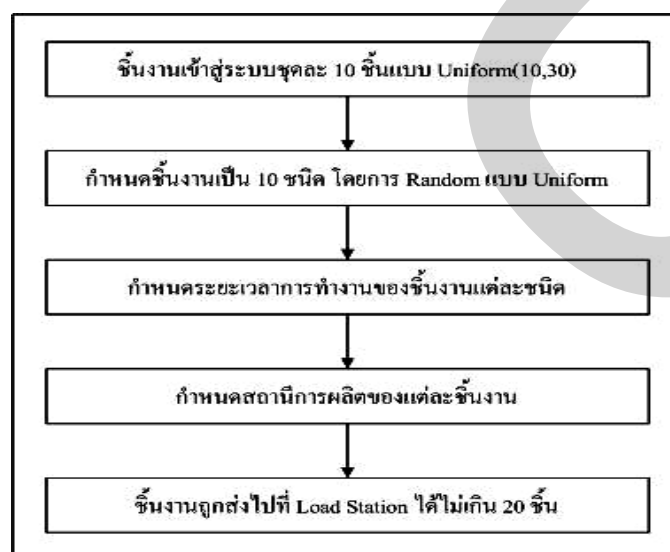 ชิ้นงานเข้าสู่ระบบชุดละ 10 ชิ้นแบบ Uniform(10,30)
กำหนดชิ้นงานเป็น 10 ชนิด โดยการ Random แบบ Uniform
กำหนดระยะเวลาการทำงานของชิ้นงานแต่ละชนิด
กำหนดสถานีการผลิตของแต่ละชิ้นงาน
ชิ้นงานถูกส่งไปที่ Load Station ได้ไม่เกิน 20 ชิ้น